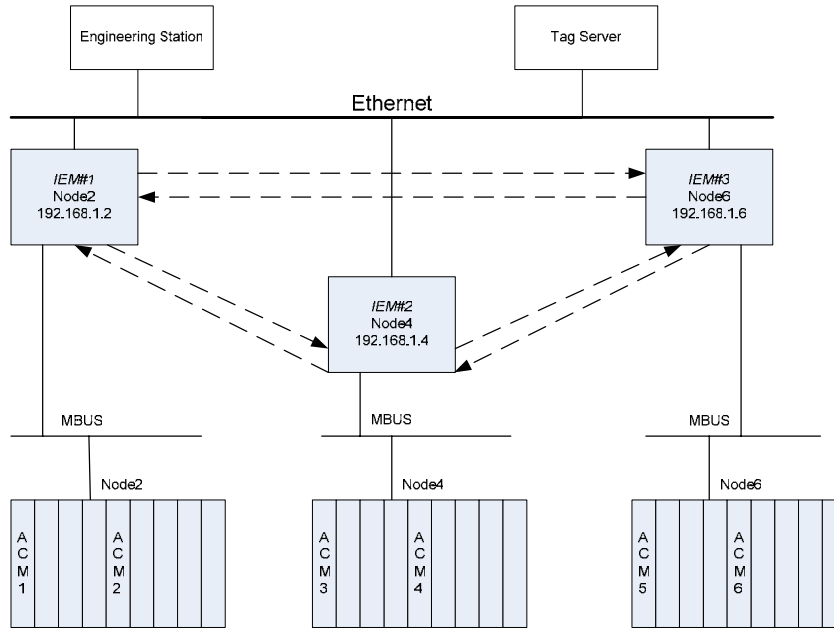 Engineering Station
Tag Server
Ethernet
IEM#1
Node2
192.168.1.2
IEM#3
Node6
192.168.1.6
IEM#2
Node4
192.168.1.4
MBUS
MBUS
MBUS
Node2
Node4
Node6
ACM1
ACM2
ACM3
ACM4
ACM5
ACM6